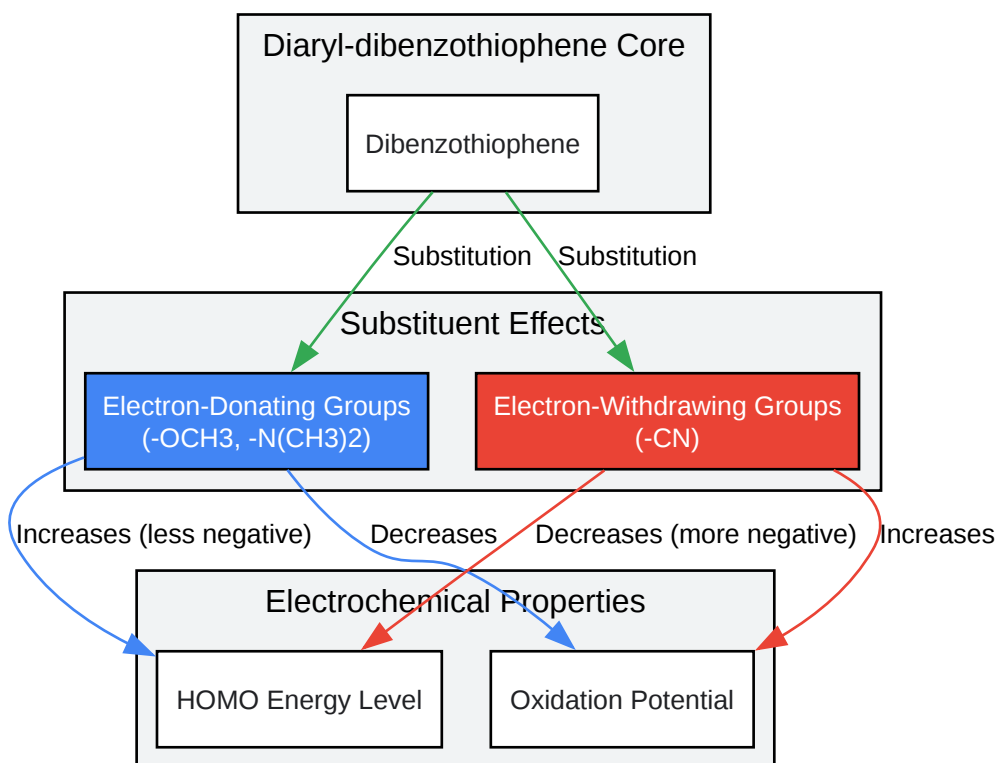 Diaryl-dibenzothiophene Core
Dibenzothiophene
Substitution
Substitution
Substituent Effects
Electron-Donating Groups
(-OCH3, -N(CH3)2)
Electron-Withdrawing Groups
(-CN)
Increases (less negative)
Decreases
Decreases (more negative)
Increases
Electrochemical Properties
HOMO Energy Level
Oxidation Potential